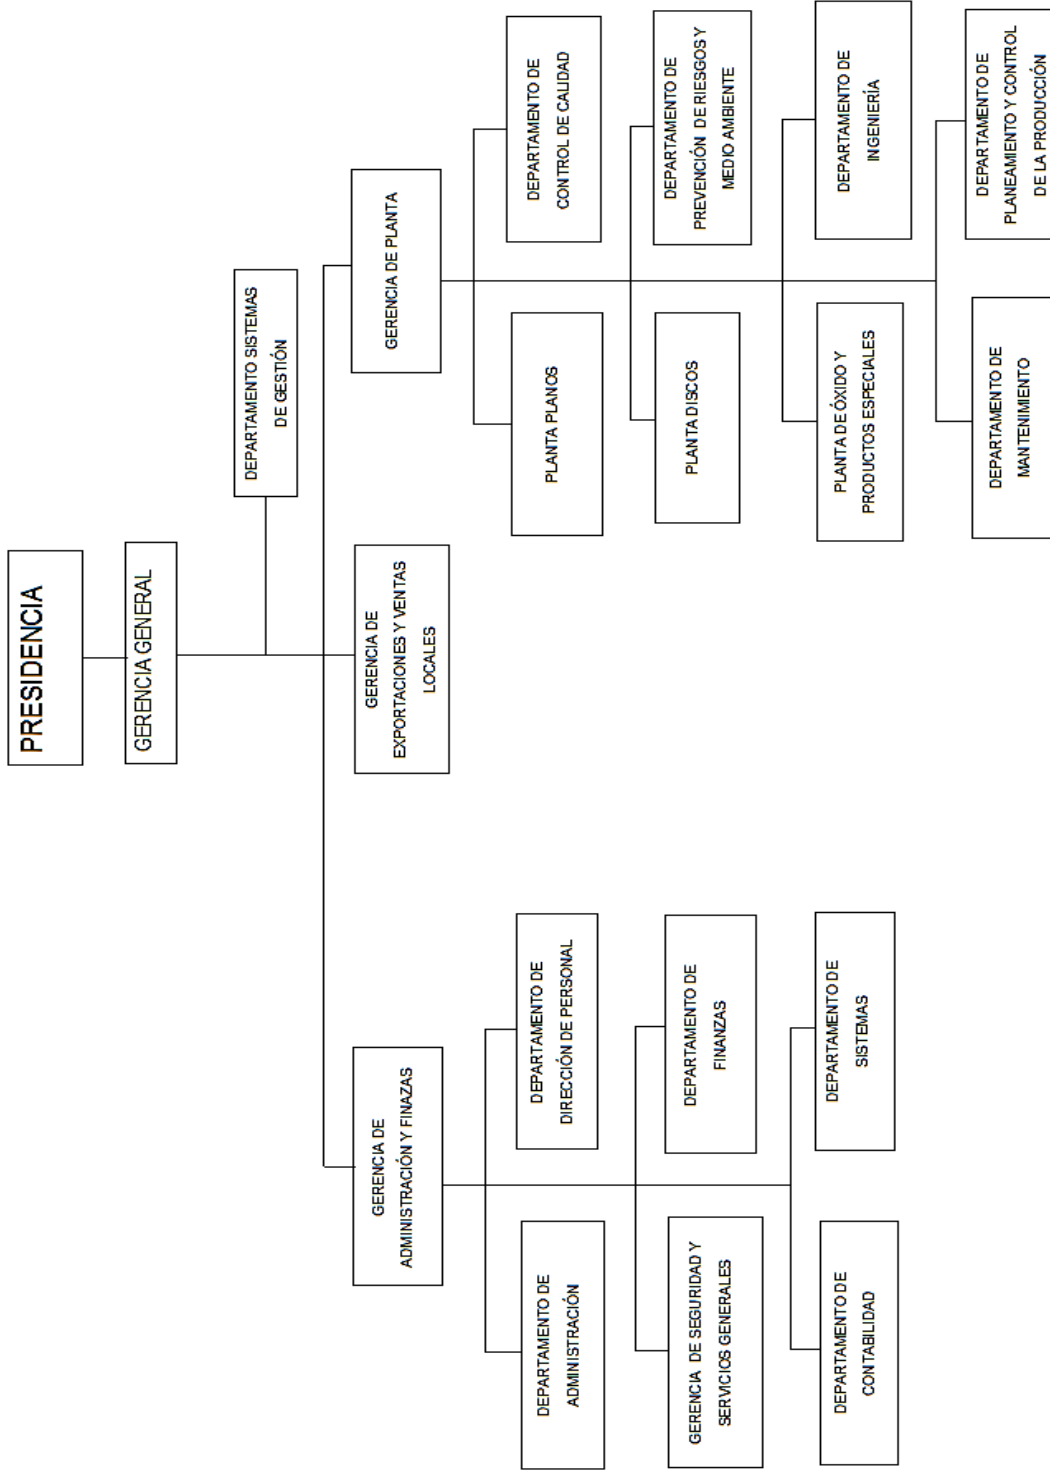 PRESIDENCIA
GERENCIA GENERAL
DEPARTAMENTO SISTEMAS
DE GESTIÓN
GERENCIA DE
ADMINISTRACIÓN Y FINAZAS
GERENCIA DE
EXPORTACIONES Y VENTAS
LOCALES
GERENCIA DE PLANTA
DEPARTAMENTO DE
ADMINISTRACIÓN
DEPARTAMENTO DE
DIRECCIÓN DE PERSONAL
GERENCIA DE SEGURIDAD Y
SERVICIOS GENERALES
DEPARTAMENTO DE
FINANZAS
DEPARTAMENTO DE
CONTABILIDAD
DEPARTAMENTO DE
SISTEMAS
PLANTA PLANOS
DEPARTAMENTO DE
CONTROL DE CALIDAD
PLANTA DISCOS
DEPARTAMENTO DE
PREVENCIÓN DE RIESGOS Y
MEDIO AMBIENTE
PLANTA DE ÓXIDO Y
PRODUCTOS ESPECIALES
DEPARTAMENTO DE
INGENIERÍA
DEPARTAMENTO DE
MANTENIMIENTO
DEPARTAMENTO DE
PLANEAMIENTO Y CONTROL
DE LA PRODUCCIÓN